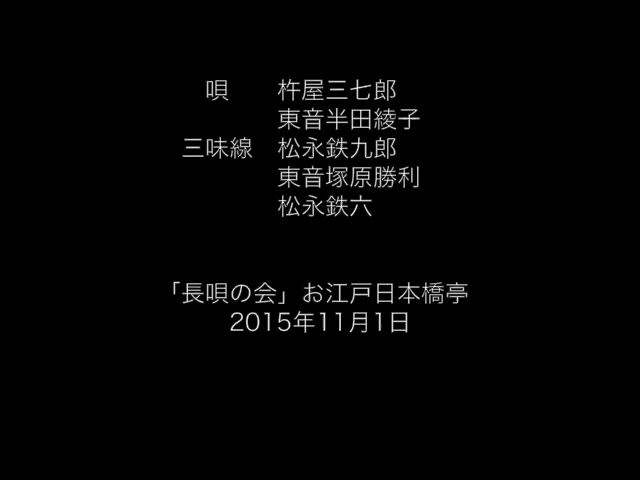 唄 杵屋三七郎
東音半田綾子
三味線 松永鉄九郎
東音塚原勝利
松永鉄六
「長唄の会」お江戸日本橋亭
2015年11月1日